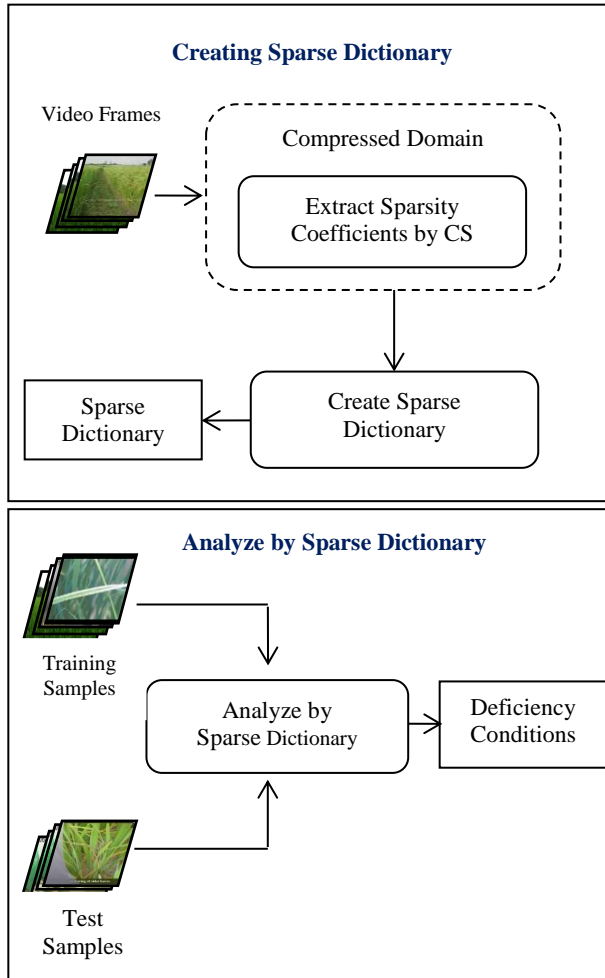 Creating Sparse Dictionary
Video Frames
Compressed Domain
Extract Sparsity
Coefficients by CS
Sparse
Dictionary
Create Sparse
Dictionary
Analyze by Sparse Dictionary
Training
Samples
Analyze by
Sparse Dictionary
Deficiency
Conditions
Test
Samples